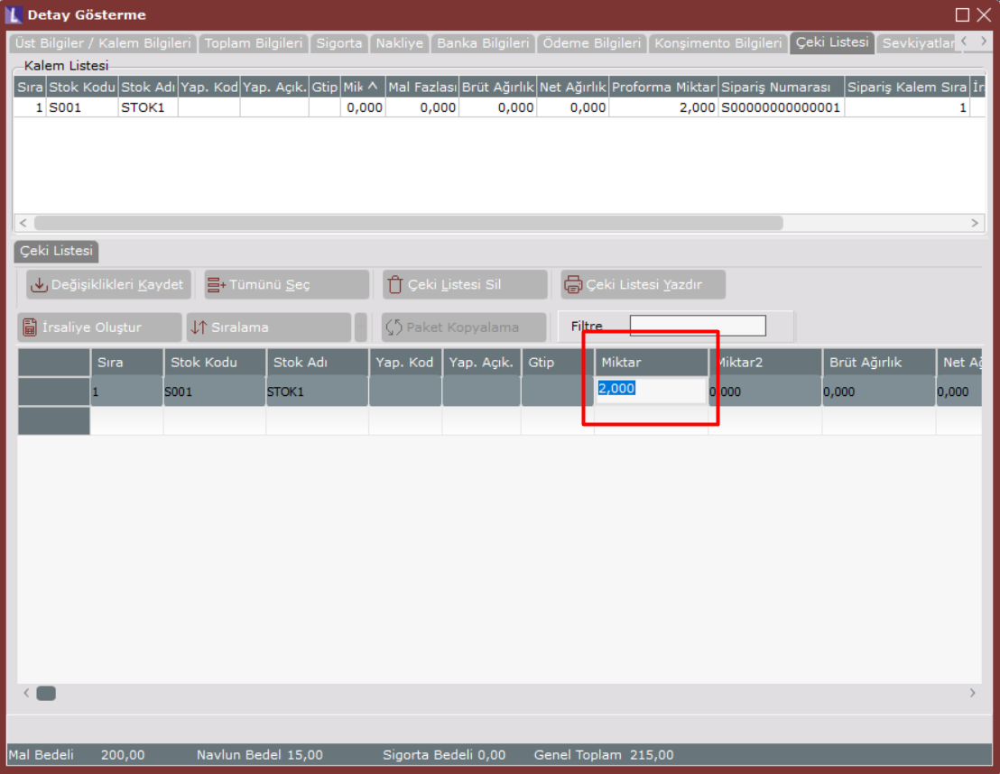 Detay Gösterme
Üst Bilgiler / Kalem Bilgileri Toplam Bilgileri Sigorta Nakliye Banka Bilgileri Ödeme Bilgileri Konşimento Bilgileri Çeki Listesi Sevkiyatlar
Kalem Listesi
Sıra Stok Kodu Stok Adı Yap. Kod Yap. Açık. Gtip Mik Mal Fazlası Brüt Ağırlık Net Ağırlık Proforma Miktar Sipariş Numarası Sipariş Kalem Sıra İr
1 S001 STOK1 0,000 0,000 0,000 0,000 2,000 S00000000000001 1
Çeki Listesi
Değişiklikleri Kaydet Tümünü Seç Çeki Listesi Sil Çeki Listesi Yazdır
İrsaliye Oluştur Sıralama Paket Kopyalama Filtre
Sıra Stok Kodu Stok Adı Yap. Kod Yap. Açık. Gtip Miktar Miktar2 Brüt Ağırlık Net Ağ
1 S001 STOK1 2,000 0,000 0,000 0,000
Mal Bedeli 200,00 Navlun Bedel 15,00 Sigorta Bedeli 0,00 Genel Toplam 215,00